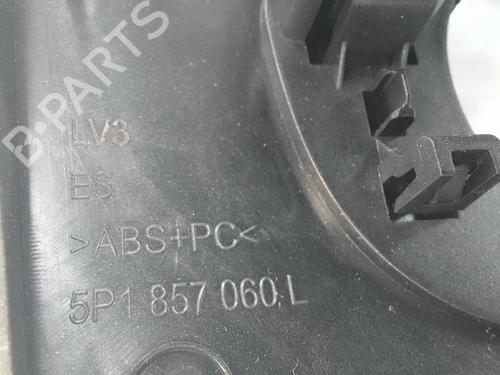 B-PARTS
LV3
ES
>ABS+PC<
5P1 857 060 L